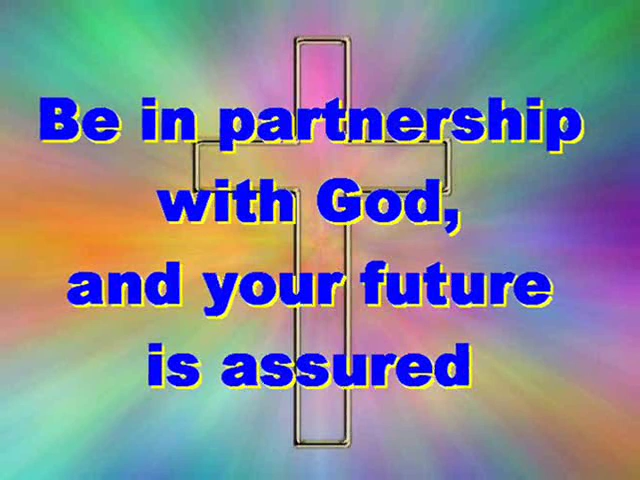 Be in partnership
with God,
and your future
is assured